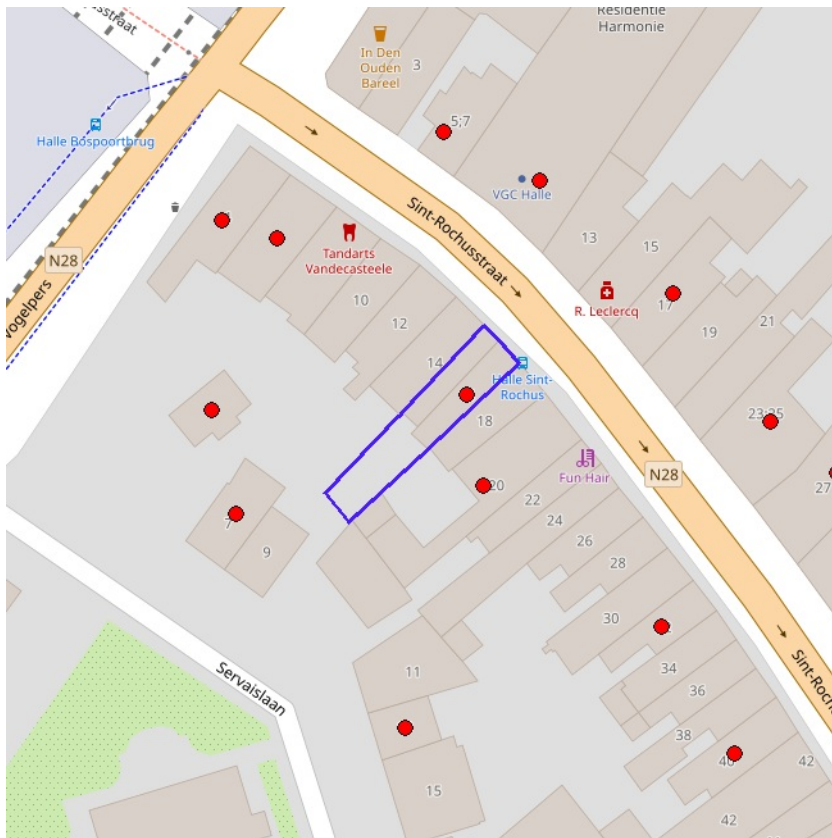 usstraat
Residentie
Harmonie
In Den
Ouden
Bareel
3
5;7
Halle Bospoortbrug
VGC Halle
Sint-Rochusstraat
13
15
Tandarts
Vandecasteele
N28
vogelpers
10
12
R. Leclercq
17
19
21
14
Halle Sint-
Rochus
18
23;25
Fun Hair
N28
20
22
27
24
7
26
9
28
30
11
34
Servaislaan
36
Sint-Rochu
38
40
42
15
42